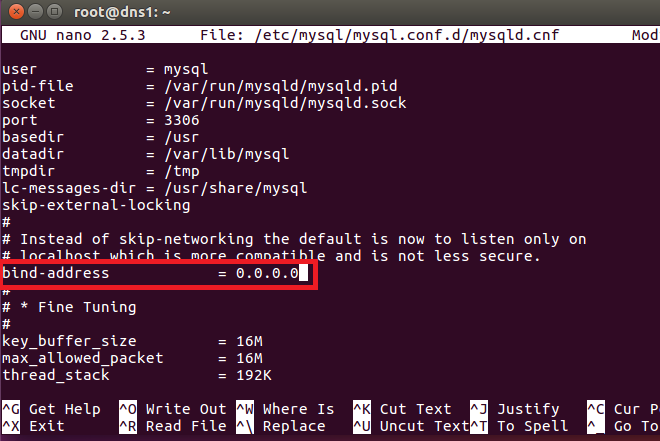 root@dns1: ~
GNU nano 2.5.3 File: /etc/mysql/mysql.conf.d/mysqld.cnf Mod
user = mysql
pid-file = /var/run/mysqld/mysqld.pid
socket = /var/run/mysqld/mysqld.sock
port = 3306
basedir = /usr
datadir = /var/lib/mysql
tmpdir = /tmp
lc-messages-dir = /usr/share/mysql
skip-external-locking
#
# Instead of skip-networking the default is now to listen only on
# localhost which is more compatible and is not less secure.
bind-address = 0.0.0.0
#
# * Fine Tuning
#
key_buffer_size = 16M
max_allowed_packet = 16M
thread_stack = 192K
^G Get Help ^O Write Out ^W Where Is ^K Cut Text ^J Justify ^C Cur P
^X Exit ^R Read File ^\ Replace ^U Uncut Text ^T To Spell ^_ Go To